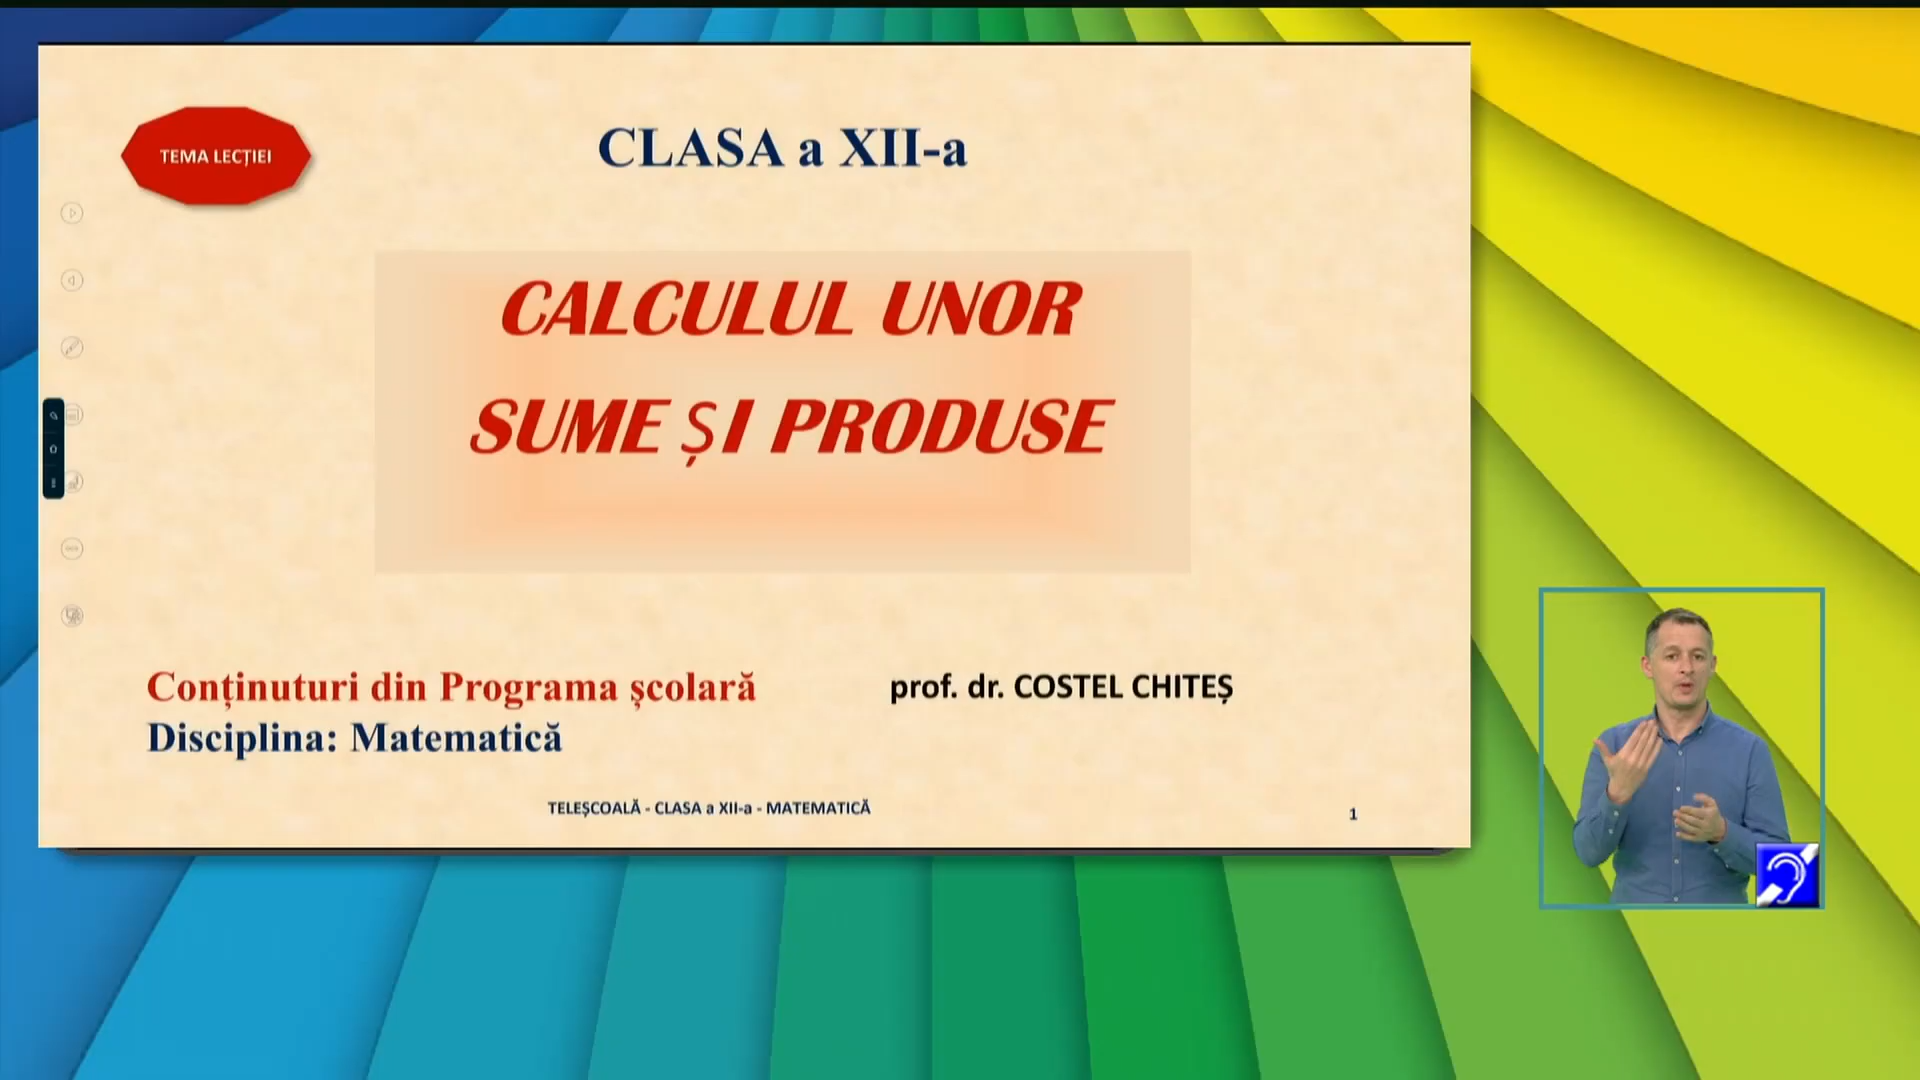 TEMA LECȚIEI
CLASA a XII-a
CALCULUL UNOR
SUME ȘI PRODUSE
Conținuturi din Programa școlară
prof. dr. COSTEL CHITEȘ
Disciplina: Matematică
TELEȘCOALĂ - CLASA a XII-a - MATEMATICĂ
1